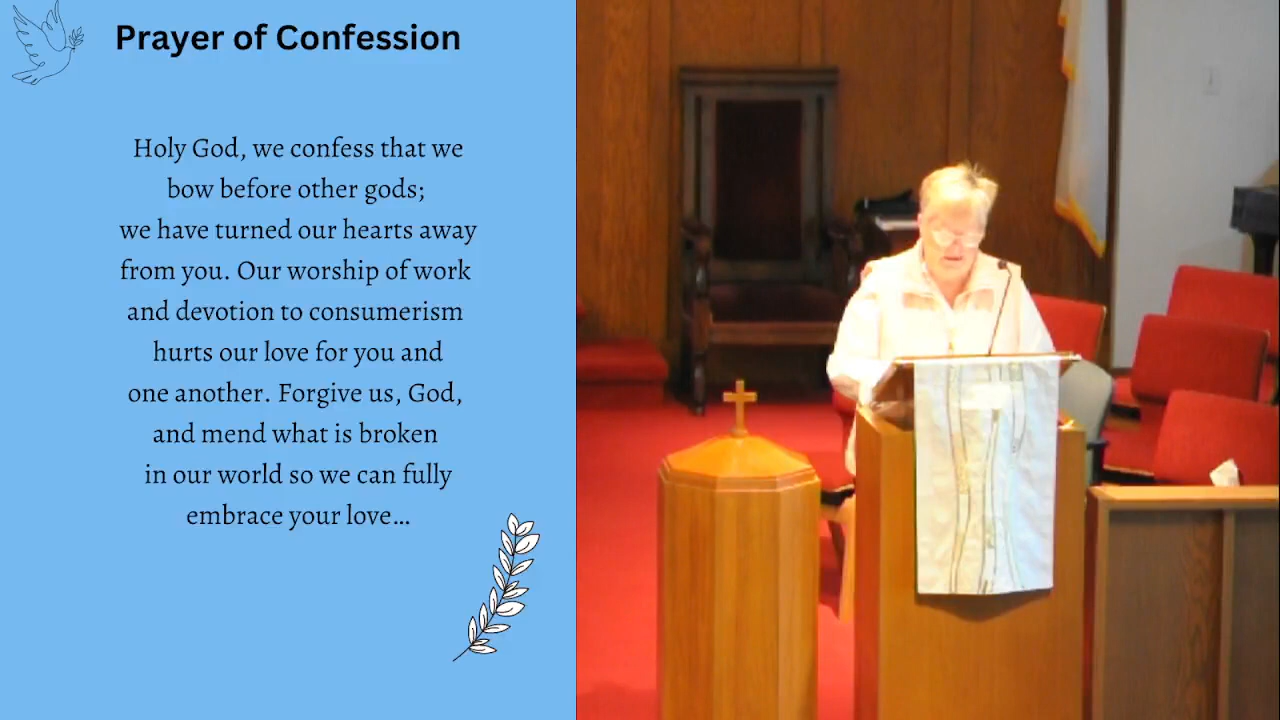 Prayer of Confession
Holy God, we confess that we
bow before other gods;
we have turned our hearts away
from you. Our worship of work
and devotion to consumerism
hurts our love for you and
one another. Forgive us, God,
and mend what is broken
in our world so we can fully
embrace your love...